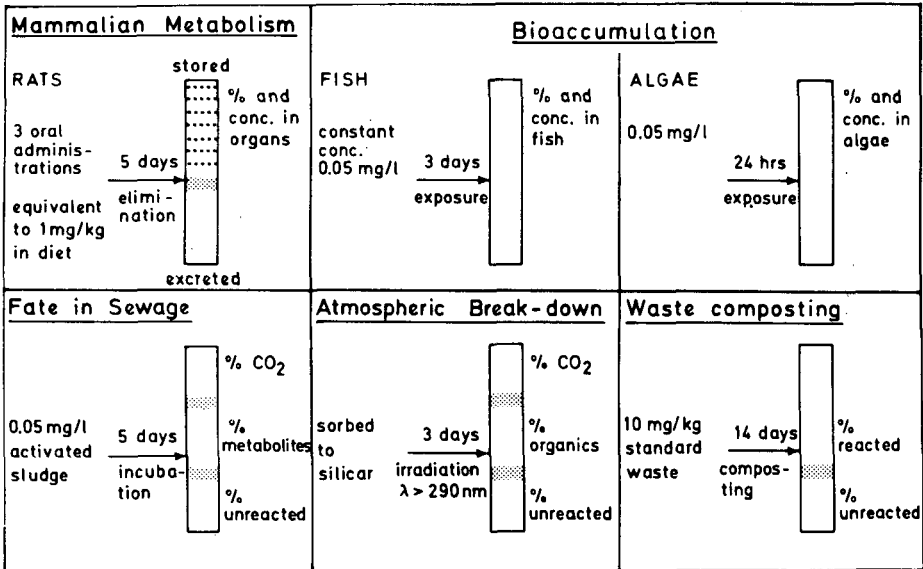 Mammalian Metabolism
RATS
stored
3 oral
adminis-
trations
equivalent
to 1mg/kg
in diet
5 days
elimi-
nation
% and
conc. in
organs
excreted
Bioaccumulation
FISH
constant
conc.
0.05 mg/l
3 days
exposure
% and
conc. in
fish
ALGAE
0.05 mg/l
24 hrs
exposure
% and
conc. in
algae
Fate in Sewage
0.05 mg/l
activated
sludge
5 days
incuba-
tion
% CO2
% metabolites
% unreacted
Atmospheric Break-down
sorbed
to
silicar
3 days
irradiation
λ > 290 nm
% CO2
% organics
% unreacted
Waste composting
10 mg/kg
standard
waste
14 days
compos-
ting
% reacted
% unreacted